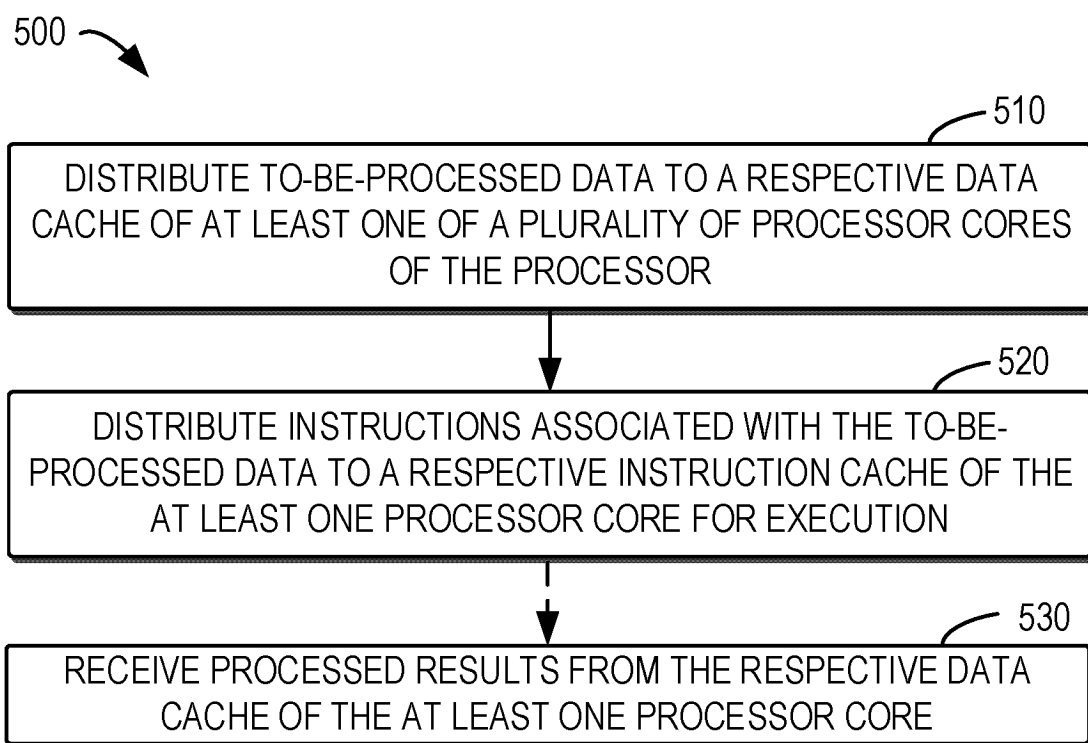 500
510
DISTRIBUTE TO-BE-PROCESSED DATA TO A RESPECTIVE DATA
CACHE OF AT LEAST ONE OF A PLURALITY OF PROCESSOR CORES
OF THE PROCESSOR
520
DISTRIBUTE INSTRUCTIONS ASSOCIATED WITH THE TO-BE-
PROCESSED DATA TO A RESPECTIVE INSTRUCTION CACHE OF THE
AT LEAST ONE PROCESSOR CORE FOR EXECUTION
530
RECEIVE PROCESSED RESULTS FROM THE RESPECTIVE DATA
CACHE OF THE AT LEAST ONE PROCESSOR CORE